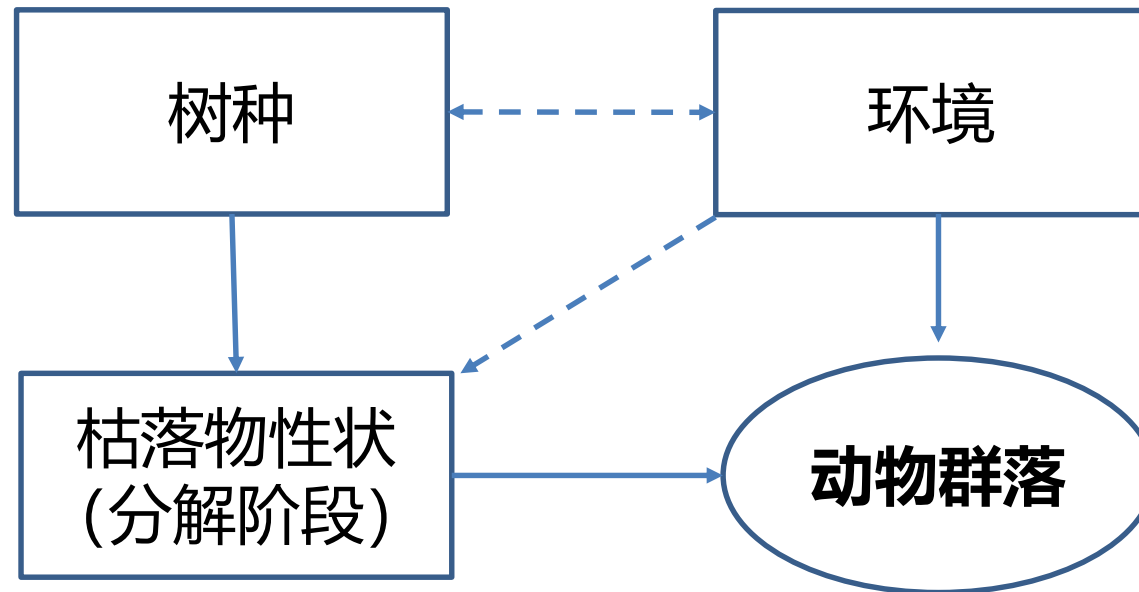 树种
环境
枯落物性状
(分解阶段)
动物群落